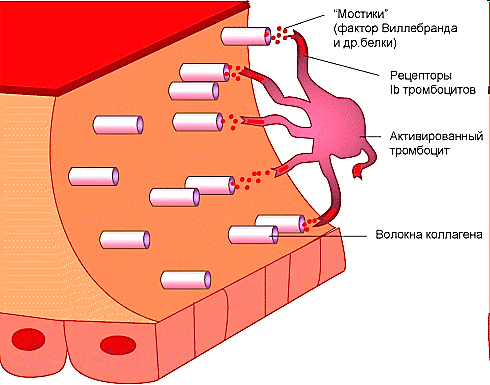 “Мостики”
(фактор Виллебранда
и др.белки)
Рецепторы
Ib тромбоцитов
Активированный
тромбоцит
Волокна коллагена